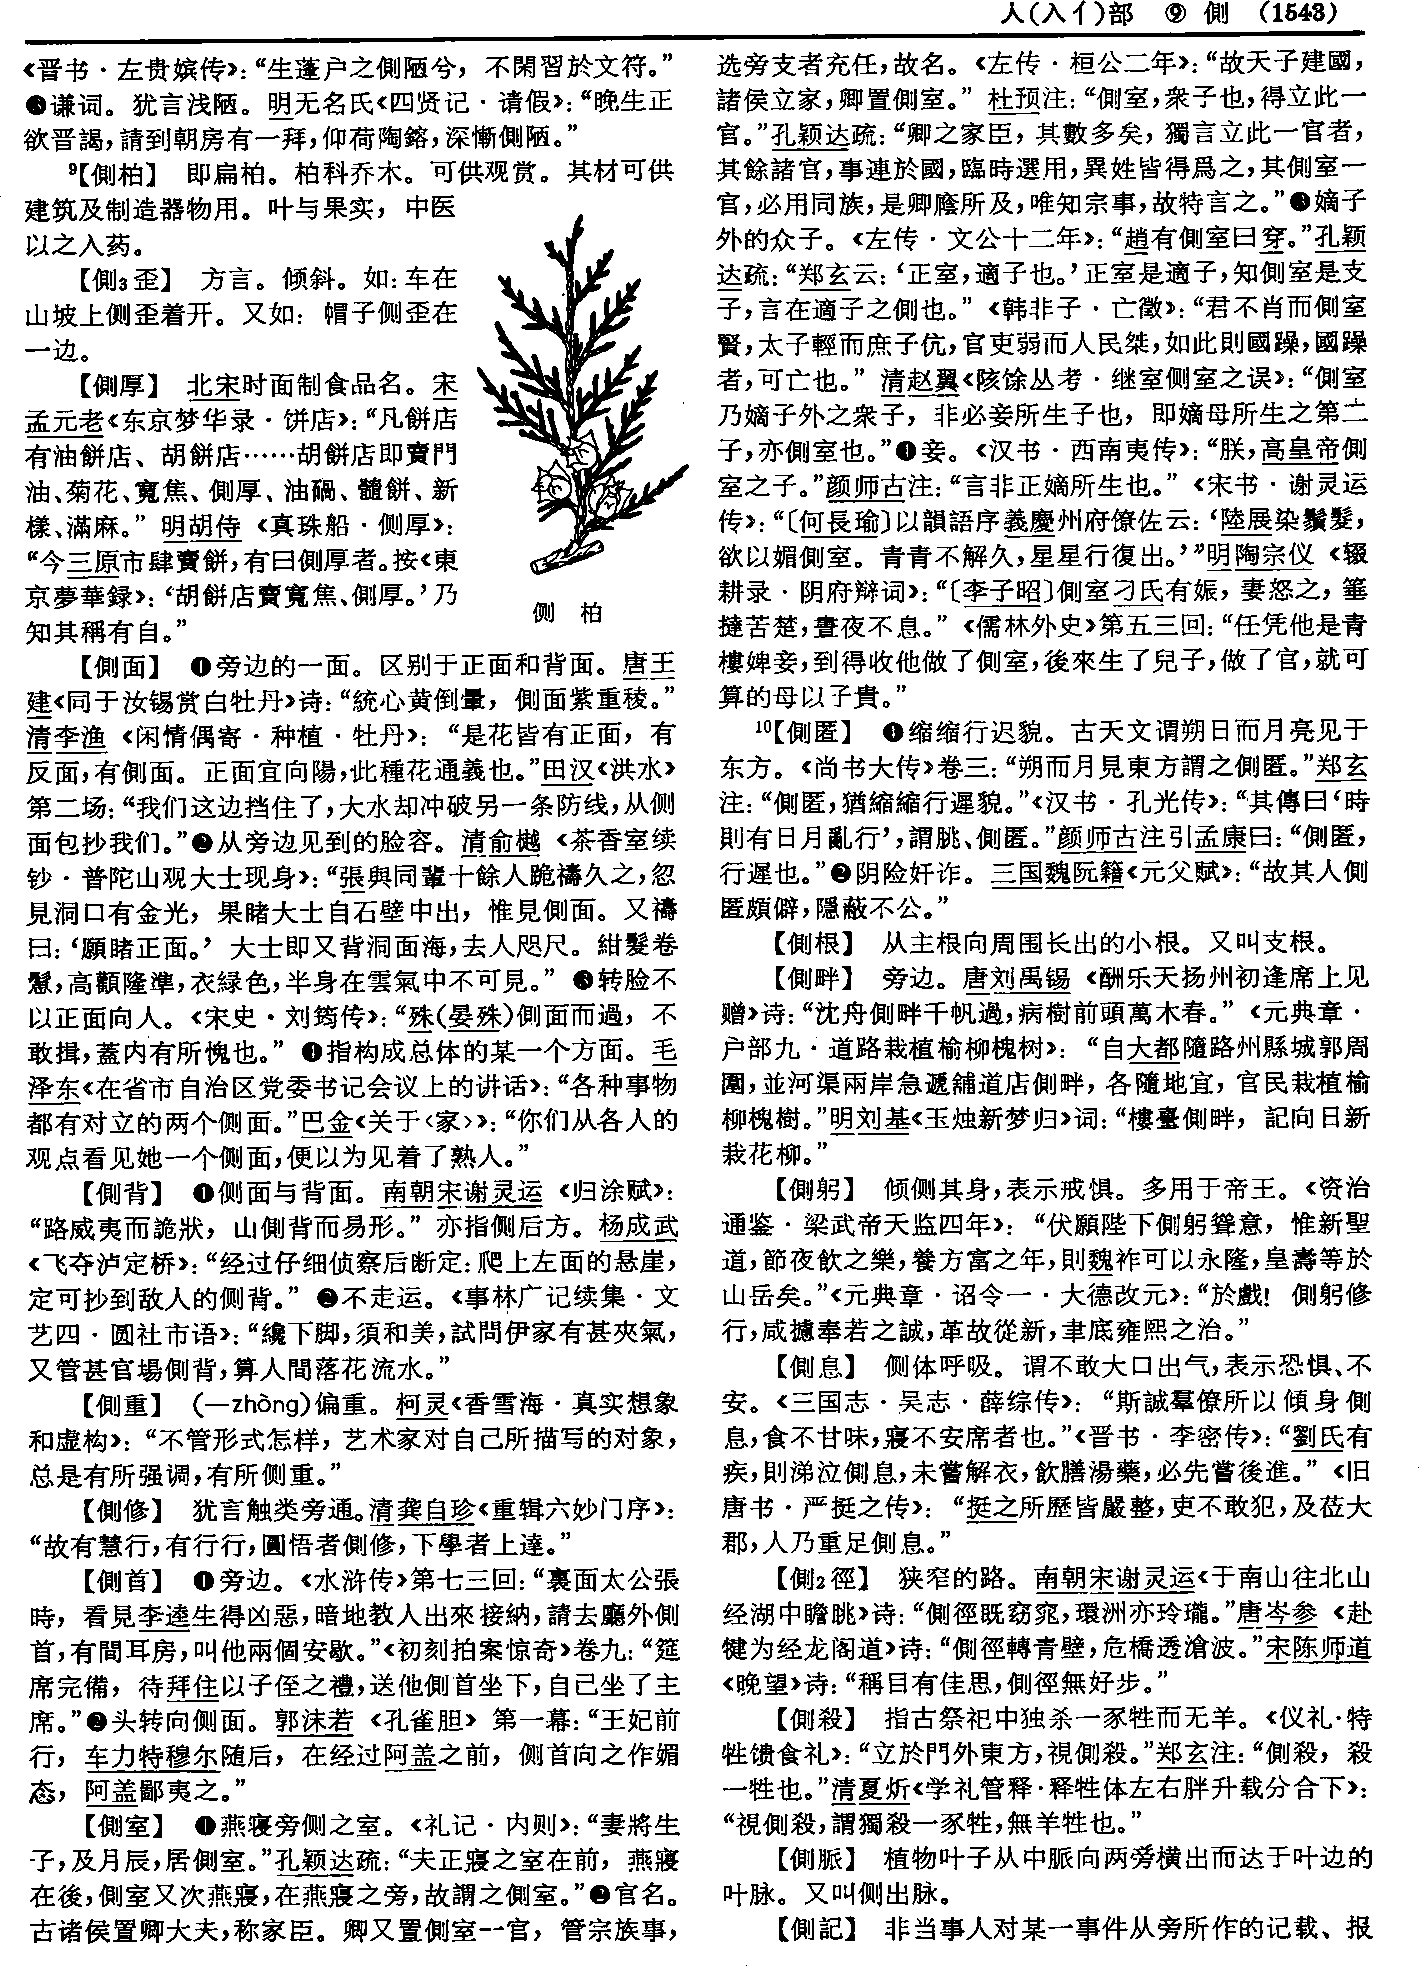 人(入亻)部 ⑨ 側 (1543)
《晋书·左贵嫔传》：“生蓬户之側陋兮，不閑習於文符。”
❸谦词。犹言浅陋。明无名氏《四贤记·请假》：“晚生正
欲晋謁，請到朝房有一拜，仰荷陶鎔，深慚側陋。”
⁹【側柏】 即扁柏。柏科乔木。可供观赏。其材可供
建筑及制造器物用。叶与果实，中医
以之入药。
【側₃歪】 方言。倾斜。如：车在
山坡上侧歪着开。又如：帽子侧歪在
一边。
【側厚】 北宋时面制食品名。宋
孟元老《东京梦华录·饼店》：“凡餅店
有油餅店、胡餅店……胡餅店即賣門
油、菊花、寬焦、側厚、油碢、髓餅、新
樣、滿麻。”明胡侍《真珠船·侧厚》：
“今三原市肆賣餅，有曰側厚者。按《東
京夢華録》：‘胡餅店賣寬焦、側厚。’乃
知其稱有自。”
側 柏
【側面】 ❶旁边的一面。区别于正面和背面。唐王
建《同于汝锡赏白牡丹》诗：“統心黄倒暈，側面紫重稜。”
清李渔《闲情偶寄·种植·牡丹》：“是花皆有正面，有
反面，有側面。正面宜向陽，此種花通義也。”田汉《洪水》
第二场：“我们这边挡住了，大水却冲破另一条防线，从侧
面包抄我们。”❷从旁边见到的脸容。清俞樾《茶香室续
钞·普陀山观大士现身》：“張與同輩十餘人跪禱久之，忽
見洞口有金光，果睹大士自石壁中出，惟見側面。又禱
曰：‘願睹正面。’大士即又背洞面海，去人咫尺。紺髮卷
鬈，高顴隆準，衣緑色，半身在雲氣中不可見。”❸转脸不
以正面向人。《宋史·刘筠传》：“殊(晏殊)側面而過，不
敢揖，蓋内有所愧也。”❹指构成总体的某一个方面。毛
泽东《在省市自治区党委书记会议上的讲话》：“各种事物
都有对立的两个侧面。”巴金《关于〈家〉》：“你们从各人的
观点看见她一个侧面，便以为见着了熟人。”
【側背】 ❶侧面与背面。南朝宋谢灵运《归涂赋》：
“路威夷而詭狀，山側背而易形。”亦指侧后方。杨成武
《飞夺泸定桥》：“经过仔细侦察后断定：爬上左面的悬崖，
定可抄到敌人的侧背。”❷不走运。《事林广记续集·文
艺四·圆社市语》：“纔下脚，須和美，試問伊家有甚夾氣，
又管甚官場側背，算人間落花流水。”
【側重】 (—zhòng)偏重。柯灵《香雪海·真实想象
和虚构》：“不管形式怎样，艺术家对自己所描写的对象，
总是有所强调，有所侧重。”
【側修】 犹言触类旁通。清龚自珍《重辑六妙门序》：
“故有慧行，有行行，圓悟者側修，下學者上達。”
【側首】 ❶旁边。《水浒传》第七三回：“裏面太公張
時，看見李逵生得凶惡，暗地教人出來接納，請去廳外側
首，有間耳房，叫他兩個安歇。”《初刻拍案惊奇》卷九：“筵
席完備，待拜住以子侄之禮，送他側首坐下，自己坐了主
席。”❷头转向侧面。郭沫若《孔雀胆》第一幕：“王妃前
行，车力特穆尔随后，在经过阿盖之前，侧首向之作媚
态，阿盖鄙夷之。”
【側室】 ❶燕寝旁侧之室。《礼记·内则》：“妻將生
子，及月辰，居側室。”孔颖达疏：“夫正寢之室在前，燕寢
在後，側室又次燕寢，在燕寢之旁，故謂之側室。”❷官名。
古诸侯置卿大夫，称家臣。卿又置側室一官，管宗族事，
选旁支者充任，故名。《左传·桓公二年》：“故天子建國，
諸侯立家，卿置側室。”杜预注：“側室，衆子也，得立此一
官。”孔颖达疏：“卿之家臣，其數多矣，獨言立此一官者，
其餘諸官，事連於國，臨時選用，異姓皆得爲之，其側室一
官，必用同族，是卿廕所及，唯知宗事，故特言之。”❸嫡子
外的众子。《左传·文公十二年》：“趙有側室曰穿。”孔颖
达疏：“郑玄云：‘正室，適子也。’正室是適子，知側室是支
子，言在適子之側也。”《韩非子·亡徵》：“君不肖而側室
賢，太子輕而庶子伉，官吏弱而人民桀，如此則國躁，國躁
者，可亡也。”清赵翼《陔馀丛考·继室侧室之误》：“側室
乃嫡子外之衆子，非必妾所生子也，即嫡母所生之第二
子，亦側室也。”❹妾。《汉书·西南夷传》：“朕，高皇帝側
室之子。”颜师古注：“言非正嫡所生也。”《宋书·谢灵运
传》：“〔何長瑜〕以韻語序義慶州府僚佐云：‘陸展染鬚髮，
欲以媚側室。青青不解久，星星行復出。’”明陶宗仪《辍
耕录·阴府辩词》：“〔李子昭〕側室刁氏有娠，妻怒之，箠
撻苦楚，晝夜不息。”《儒林外史》第五三回：“任凭他是青
樓婢妾，到得收他做了側室，後來生了兒子，做了官，就可
算的母以子貴。”
¹⁰【側匿】 ❶缩缩行迟貌。古天文谓朔日而月亮见于
东方。《尚书大传》卷三：“朔而月見東方謂之側匿。”郑玄
注：“側匿，猶縮縮行遲貌。”《汉书·孔光传》：“其傳曰‘時
則有日月亂行’，謂朓、側匿。”颜师古注引孟康曰：“側匿，
行遲也。”❷阴险奸诈。三国魏阮籍《元父赋》：“故其人側
匿頗僻，隱蔽不公。”
【側根】 从主根向周围长出的小根。又叫支根。
【側畔】 旁边。唐刘禹锡《酬乐天扬州初逢席上见
赠》诗：“沈舟側畔千帆過，病樹前頭萬木春。”《元典章·
户部九·道路栽植榆柳槐树》：“自大都隨路州縣城郭周
圍，並河渠兩岸急遞舖道店側畔，各隨地宜，官民栽植榆
柳槐樹。”明刘基《玉烛新梦归》词：“樓臺側畔，記向日新
栽花柳。”
【側躬】 倾侧其身，表示戒惧。多用于帝王。《资治
通鉴·梁武帝天监四年》：“伏願陛下側躬聳意，惟新聖
道，節夜飲之樂，養方富之年，則魏祚可以永隆，皇壽等於
山岳矣。”《元典章·诏令一·大德改元》：“於戲！側躬修
行，咸攄奉若之誠，革故從新，聿底雍熙之治。”
【側息】 侧体呼吸。谓不敢大口出气，表示恐惧、不
安。《三国志·吴志·薛综传》：“斯誠羣僚所以傾身側
息，食不甘味，寢不安席者也。”《晋书·李密传》：“劉氏有
疾，則涕泣側息，未嘗解衣，飲膳湯藥，必先嘗後進。”《旧
唐书·严挺之传》：“挺之所歷皆嚴整，吏不敢犯，及莅大
郡，人乃重足側息。”
【側₂徑】 狭窄的路。南朝宋谢灵运《于南山往北山
经湖中瞻眺》诗：“側徑既窈窕，環洲亦玲瓏。”唐岑参《赴
犍为经龙阁道》诗：“側徑轉青壁，危橋透滄波。”宋陈师道
《晚望》诗：“稱目有佳思，側徑無好步。”
【側殺】 指古祭祀中独杀一豕牲而无羊。《仪礼·特
牲馈食礼》：“立於門外東方，視側殺。”郑玄注：“側殺，殺
一牲也。”清夏炘《学礼管释·释牲体左右胖升载分合下》：
“視側殺，謂獨殺一豕牲，無羊牲也。”
【側脈】 植物叶子从中脉向两旁横出而达于叶边的
叶脉。又叫侧出脉。
【側記】 非当事人对某一事件从旁所作的记载、报